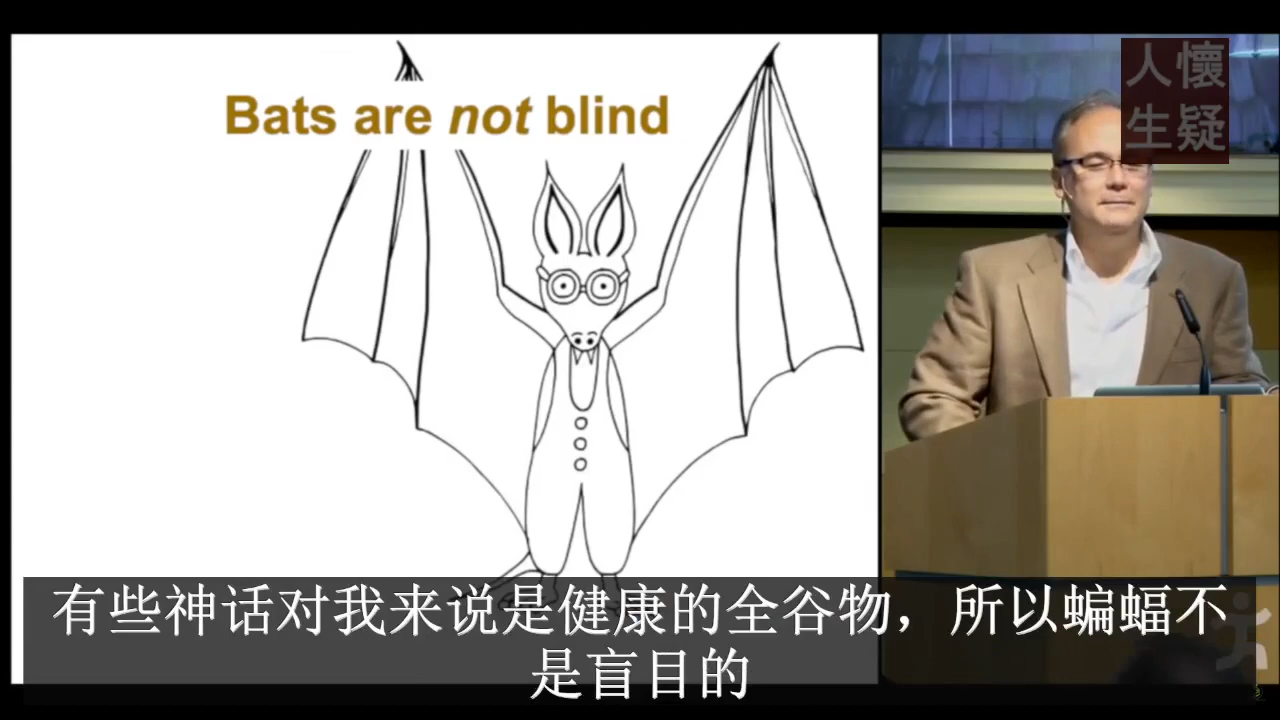 Bats are not blind
人懷
生疑
有些神话对我来说是健康的全谷物，所以蝙蝠不
是盲目的